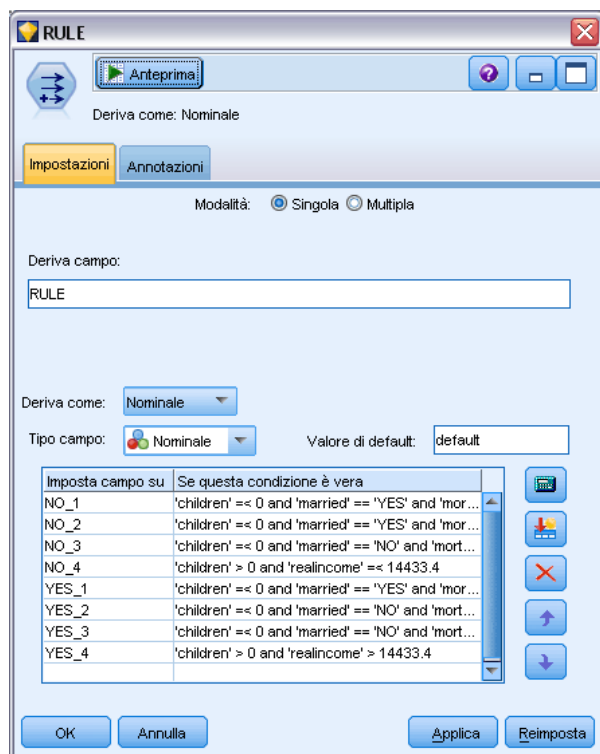 RULE
Anteprima
Deriva come: Nominale
Impostazioni Annotazioni
Modalità: Singola Multipla
Deriva campo:
RULE
Deriva come: Nominale
Tipo campo: Nominale Valore di default: default
Imposta campo su Se questa condizione è vera
NO_1 'children' =< 0 and 'married' == 'YES' and 'mor...
NO_2 'children' =< 0 and 'married' == 'YES' and 'mor...
NO_3 'children' =< 0 and 'married' == 'NO' and 'mort...
NO_4 'children' > 0 and 'realincome' =< 14433.4
YES_1 'children' =< 0 and 'married' == 'YES' and 'mor...
YES_2 'children' =< 0 and 'married' == 'NO' and 'mort...
YES_3 'children' =< 0 and 'married' == 'NO' and 'mort...
YES_4 'children' > 0 and 'realincome' > 14433.4
OK Annulla Applica Reimposta